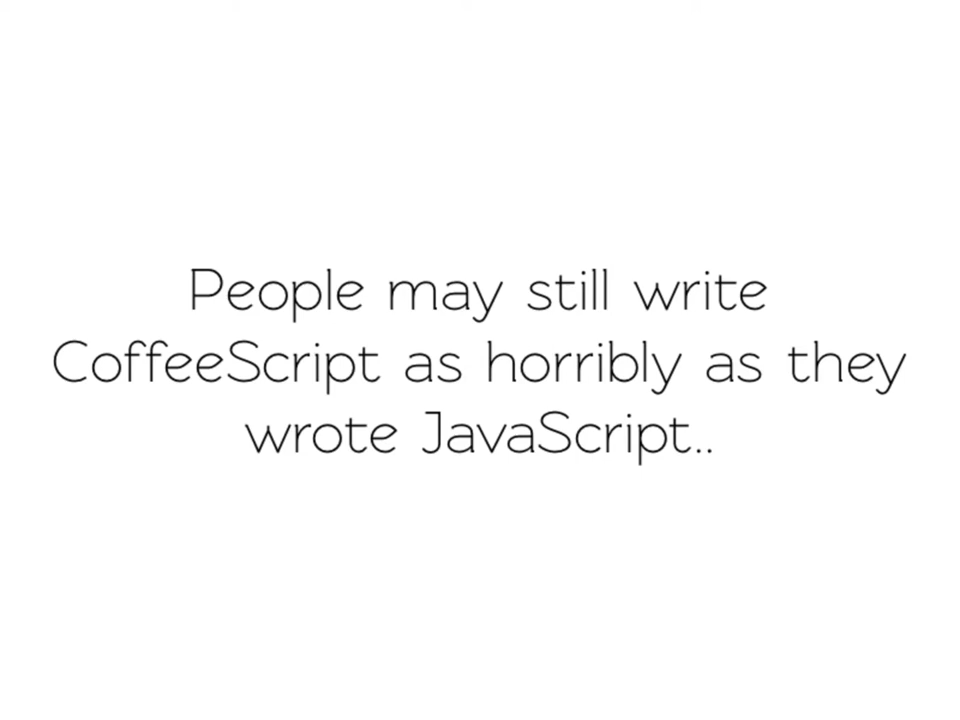 People may still write
CoffeeScript as horribly as they
wrote JavaScript..